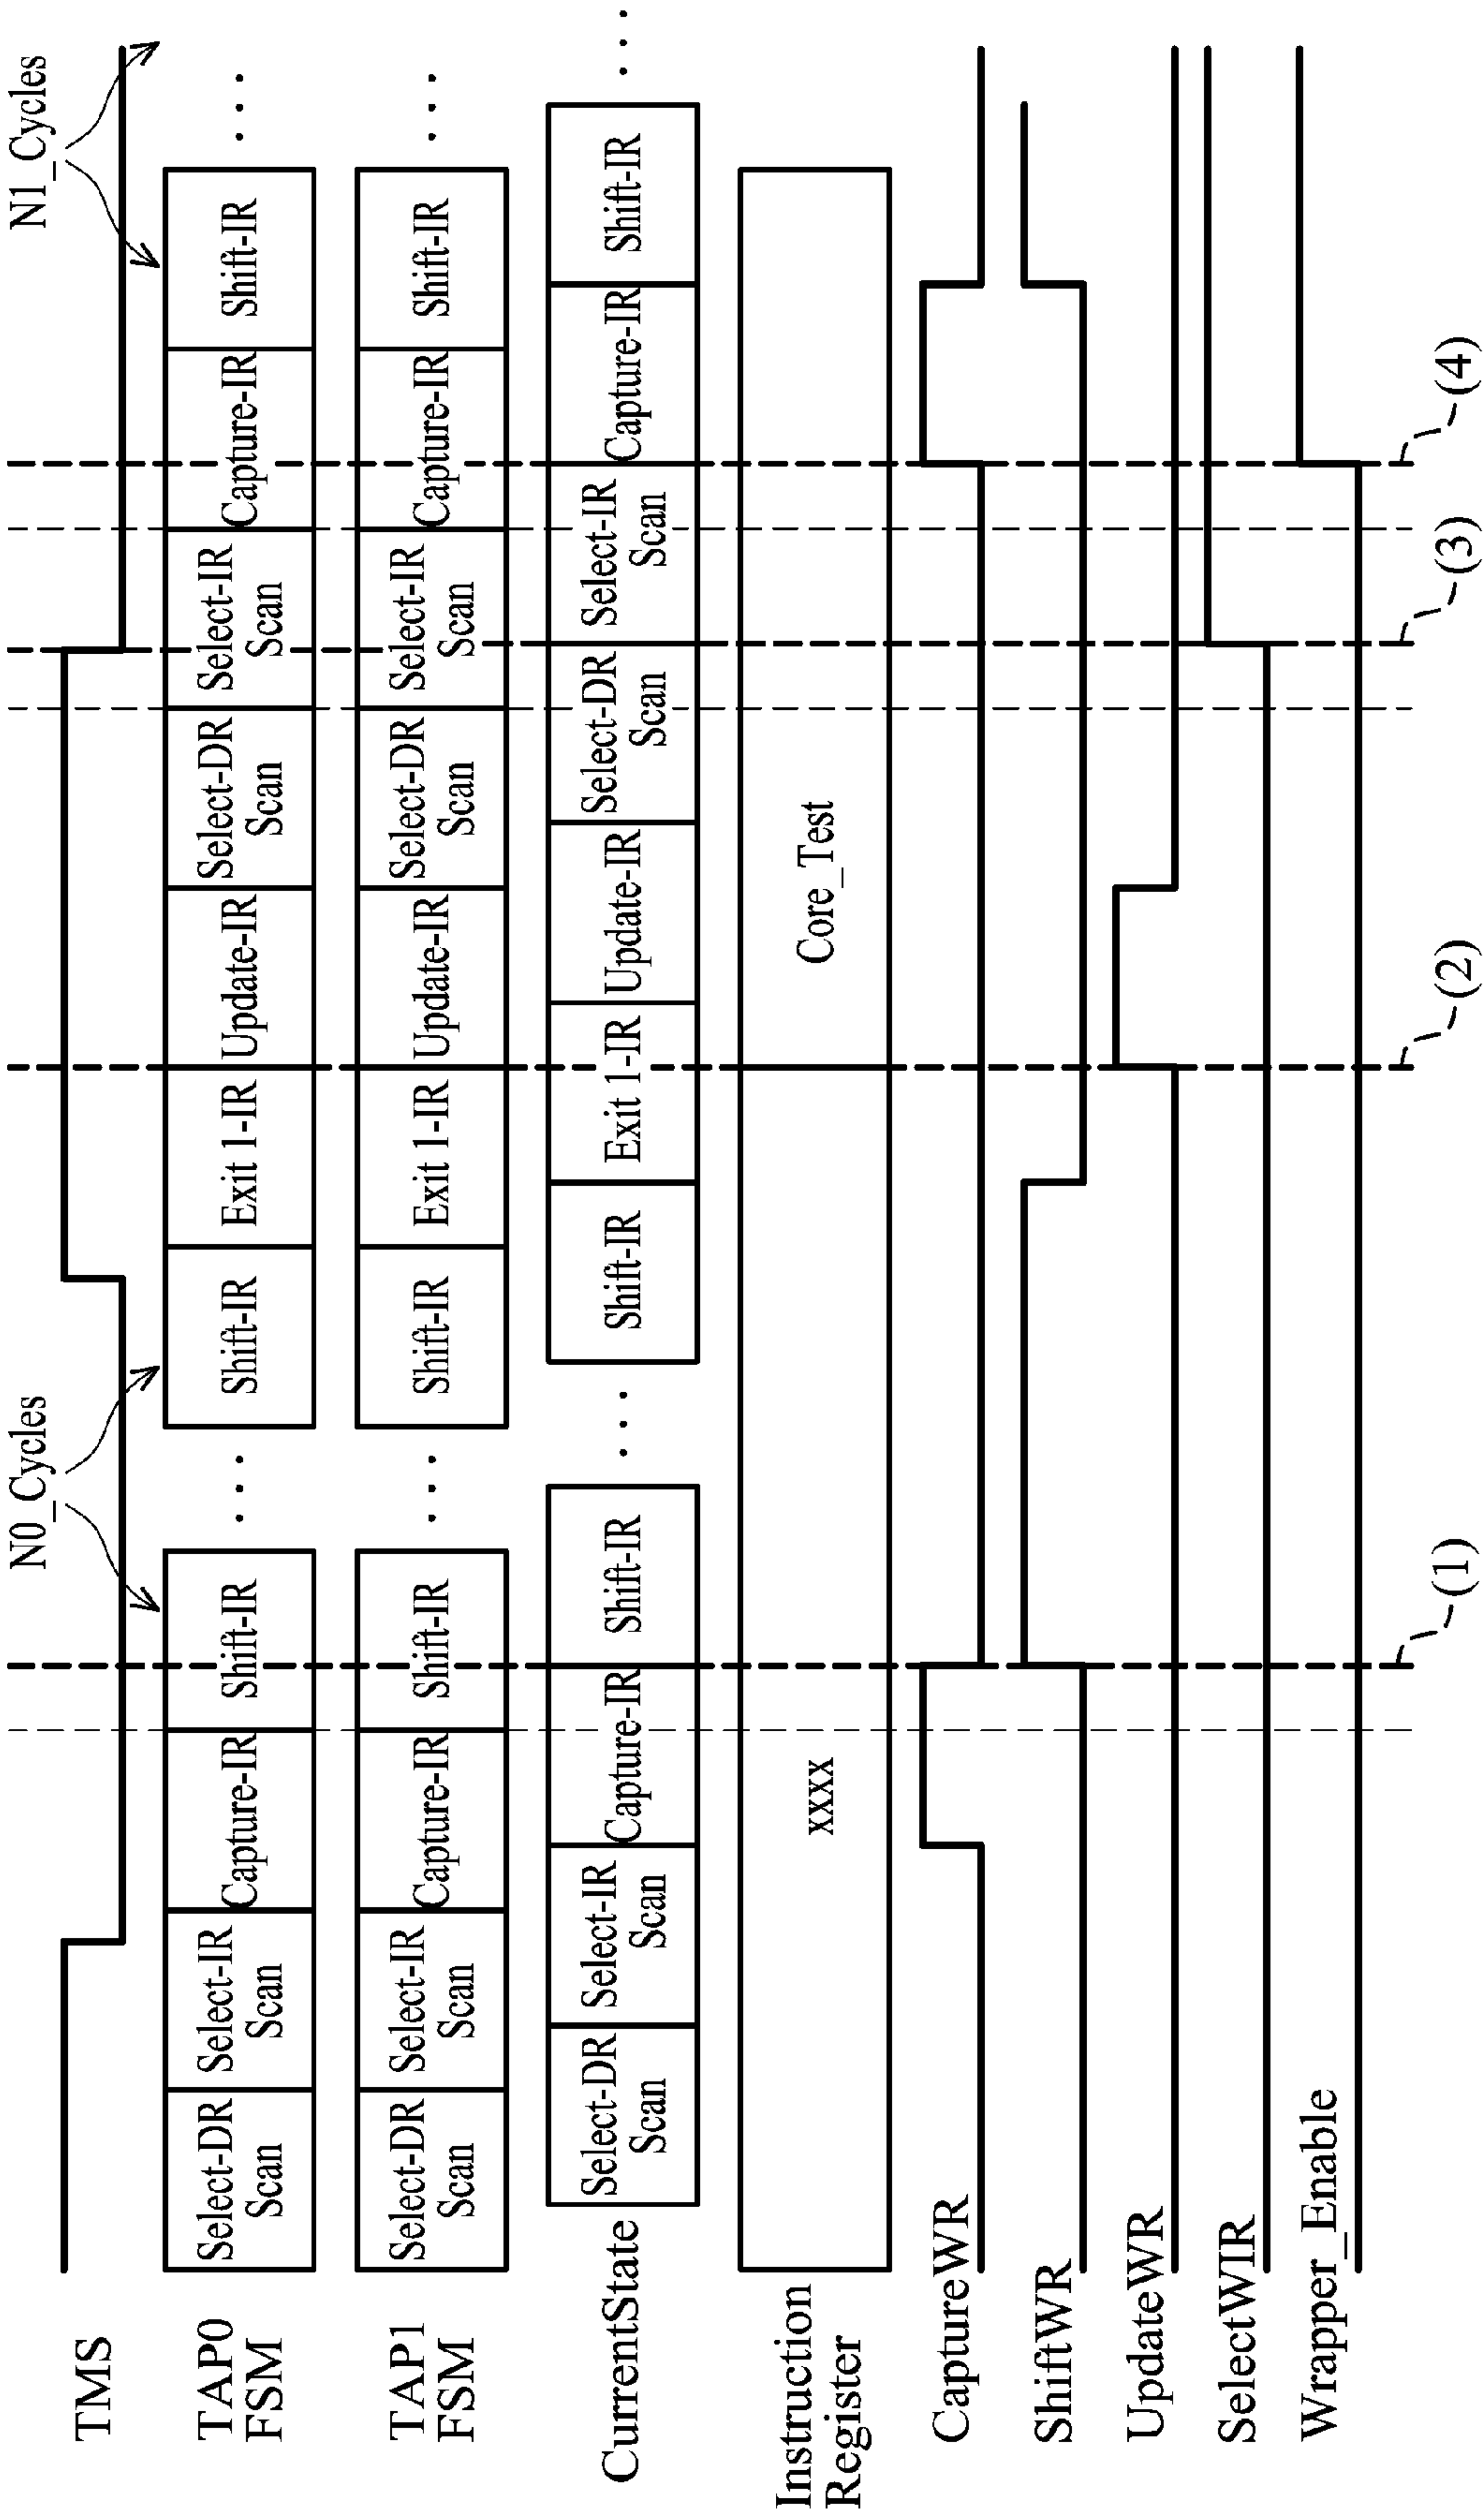 N0_Cycles
N1_Cycles
TMS
TAP0
FSM
Select-DR
Scan
Select-IR
Scan
Capture-IR
Shift-IR
. . .
Shift-IR
Exit 1-IR
Update-IR
Select-DR
Scan
Select-IR
Scan
Capture-IR
Shift-IR
. . .
TAP1
FSM
Select-DR
Scan
Select-IR
Scan
Capture-IR
Shift-IR
. . .
Shift-IR
Exit 1-IR
Update-IR
Select-DR
Scan
Select-IR
Scan
Capture-IR
Shift-IR
. . .
CurrentState
Select-DR
Scan
Select-IR
Scan
Capture-IR
Shift-IR
. . .
Shift-IR
Exit 1-IR
Update-IR
Select-DR
Scan
Select-IR
Scan
Capture-IR
Shift-IR
. . .
Instruction
Register
xxxx
Core_Test
CaptureWR
ShiftWR
UpdateWR
SelectWIR
Wrapper_Enable
(1)
(2)
(3)
(4)